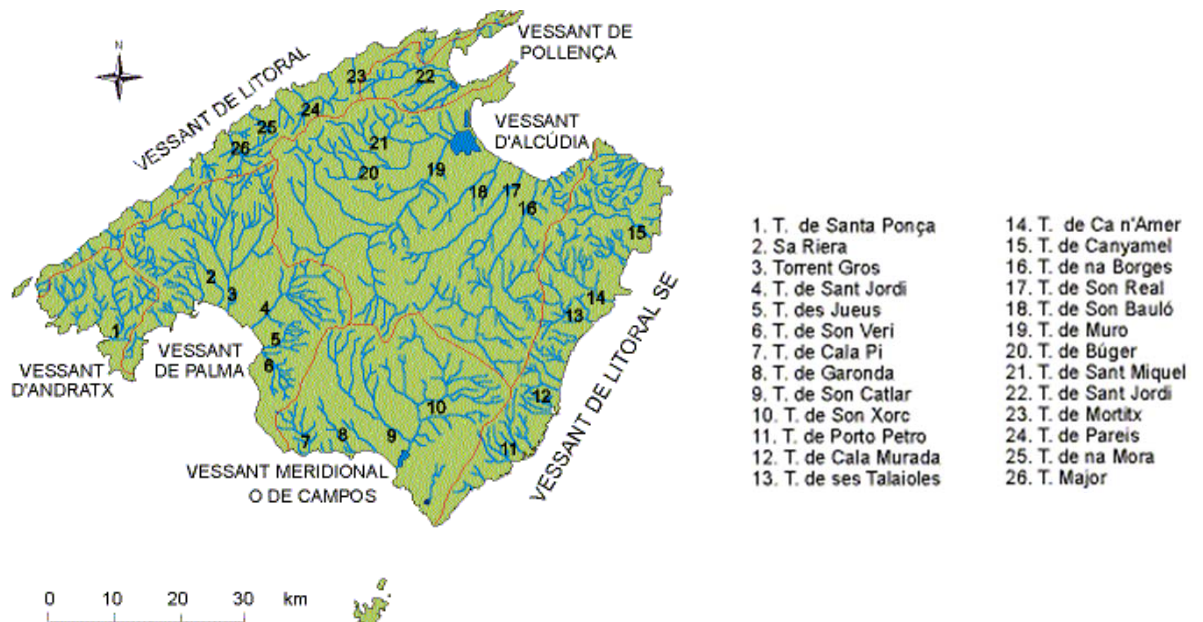 N
VESSANT DE
POLLENÇA
VESSANT DE LITORAL
23
22
24
25
26
VESSANT
D'ALCÚDIA
21
20
19
18
17
16
15
2
3
4
14
13
5
1
6
VESSANT
D'ANDRATX
VESSANT
DE PALMA
VESSANT DE LITORAL SE
12
10
7
8
9
11
VESSANT MERIDIONAL
O DE CAMPOS
0 10 20 30 km
1. T. de Santa Ponça
2. Sa Riera
3. Torrent Gros
4. T. de Sant Jordi
5. T. des Jueus
6. T. de Son Veri
7. T. de Cala Pi
8. T. de Garonda
9. T. de Son Catlar
10. T. de Son Xorc
11. T. de Porto Petro
12. T. de Cala Murada
13. T. de ses Talaioles
14. T. de Ca n'Amer
15. T. de Canyamel
16. T. de na Borges
17. T. de Son Real
18. T. de Son Bauló
19. T. de Muro
20. T. de Búger
21. T. de Sant Miquel
22. T. de Sant Jordi
23. T. de Mortitx
24. T. de Pareis
25. T. de na Mora
26. T. Major